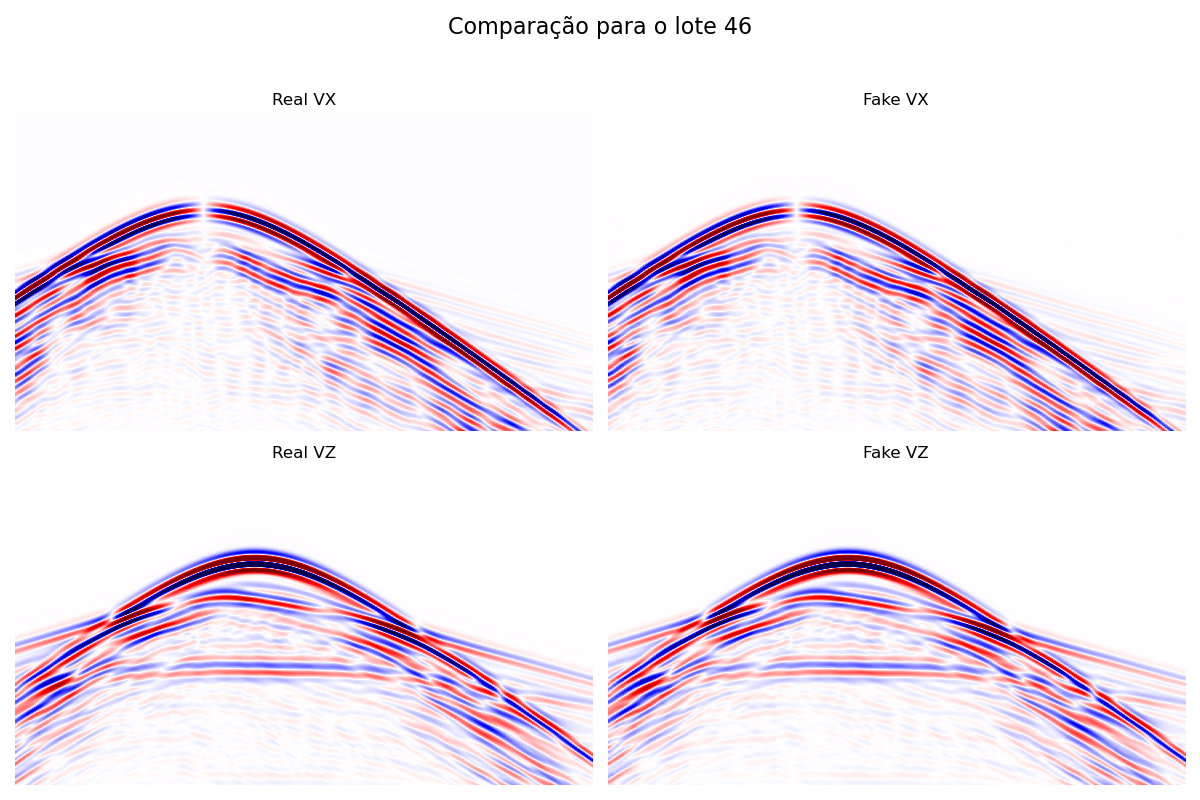 Comparação para o lote 46
Real VX
Fake VX
Real VZ
Fake VZ